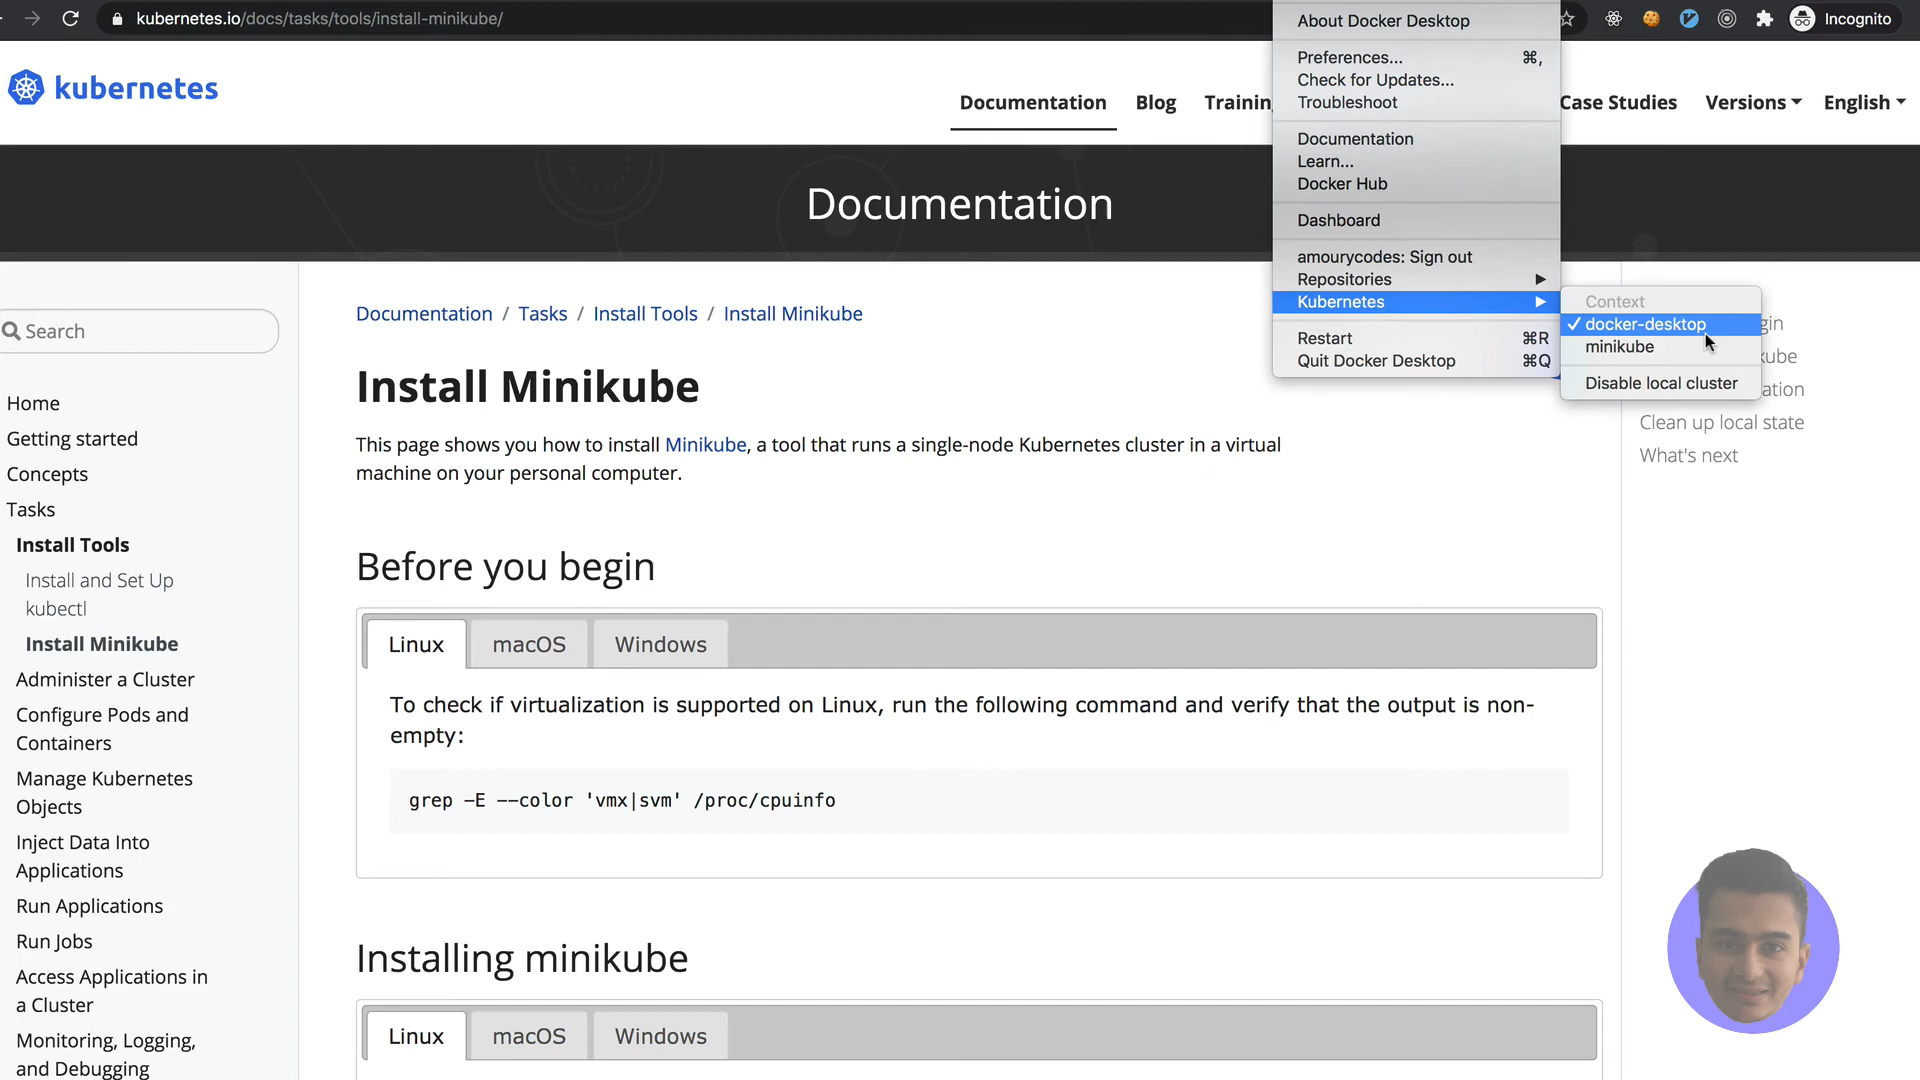 kubernetes.io/docs/tasks/tools/install-minikube/
Incognito
kubernetes
Documentation
Blog
Trainin
Case Studies
Versions
English
About Docker Desktop
Preferences... ⌘,
Check for Updates...
Troubleshoot
Documentation
Learn...
Docker Hub
Dashboard
amourycodes: Sign out
Repositories
Kubernetes
Restart ⌘R
Quit Docker Desktop ⌘Q
Context
✓ docker-desktop
minikube
Disable local cluster
Documentation
Search
Home
Getting started
Concepts
Tasks
Install Tools
Install and Set Up
kubectl
Install Minikube
Administer a Cluster
Configure Pods and
Containers
Manage Kubernetes
Objects
Inject Data Into
Applications
Run Applications
Run Jobs
Access Applications in
a Cluster
Monitoring, Logging,
and Debugging
Documentation / Tasks / Install Tools / Install Minikube
Install Minikube
This page shows you how to install Minikube, a tool that runs a single-node Kubernetes cluster in a virtual
machine on your personal computer.
Before you begin
Linux macOS Windows
To check if virtualization is supported on Linux, run the following command and verify that the output is non-
empty:
grep -E --color 'vmx|svm' /proc/cpuinfo
Installing minikube
Linux macOS Windows
gin
kube
ation
Clean up local state
What's next